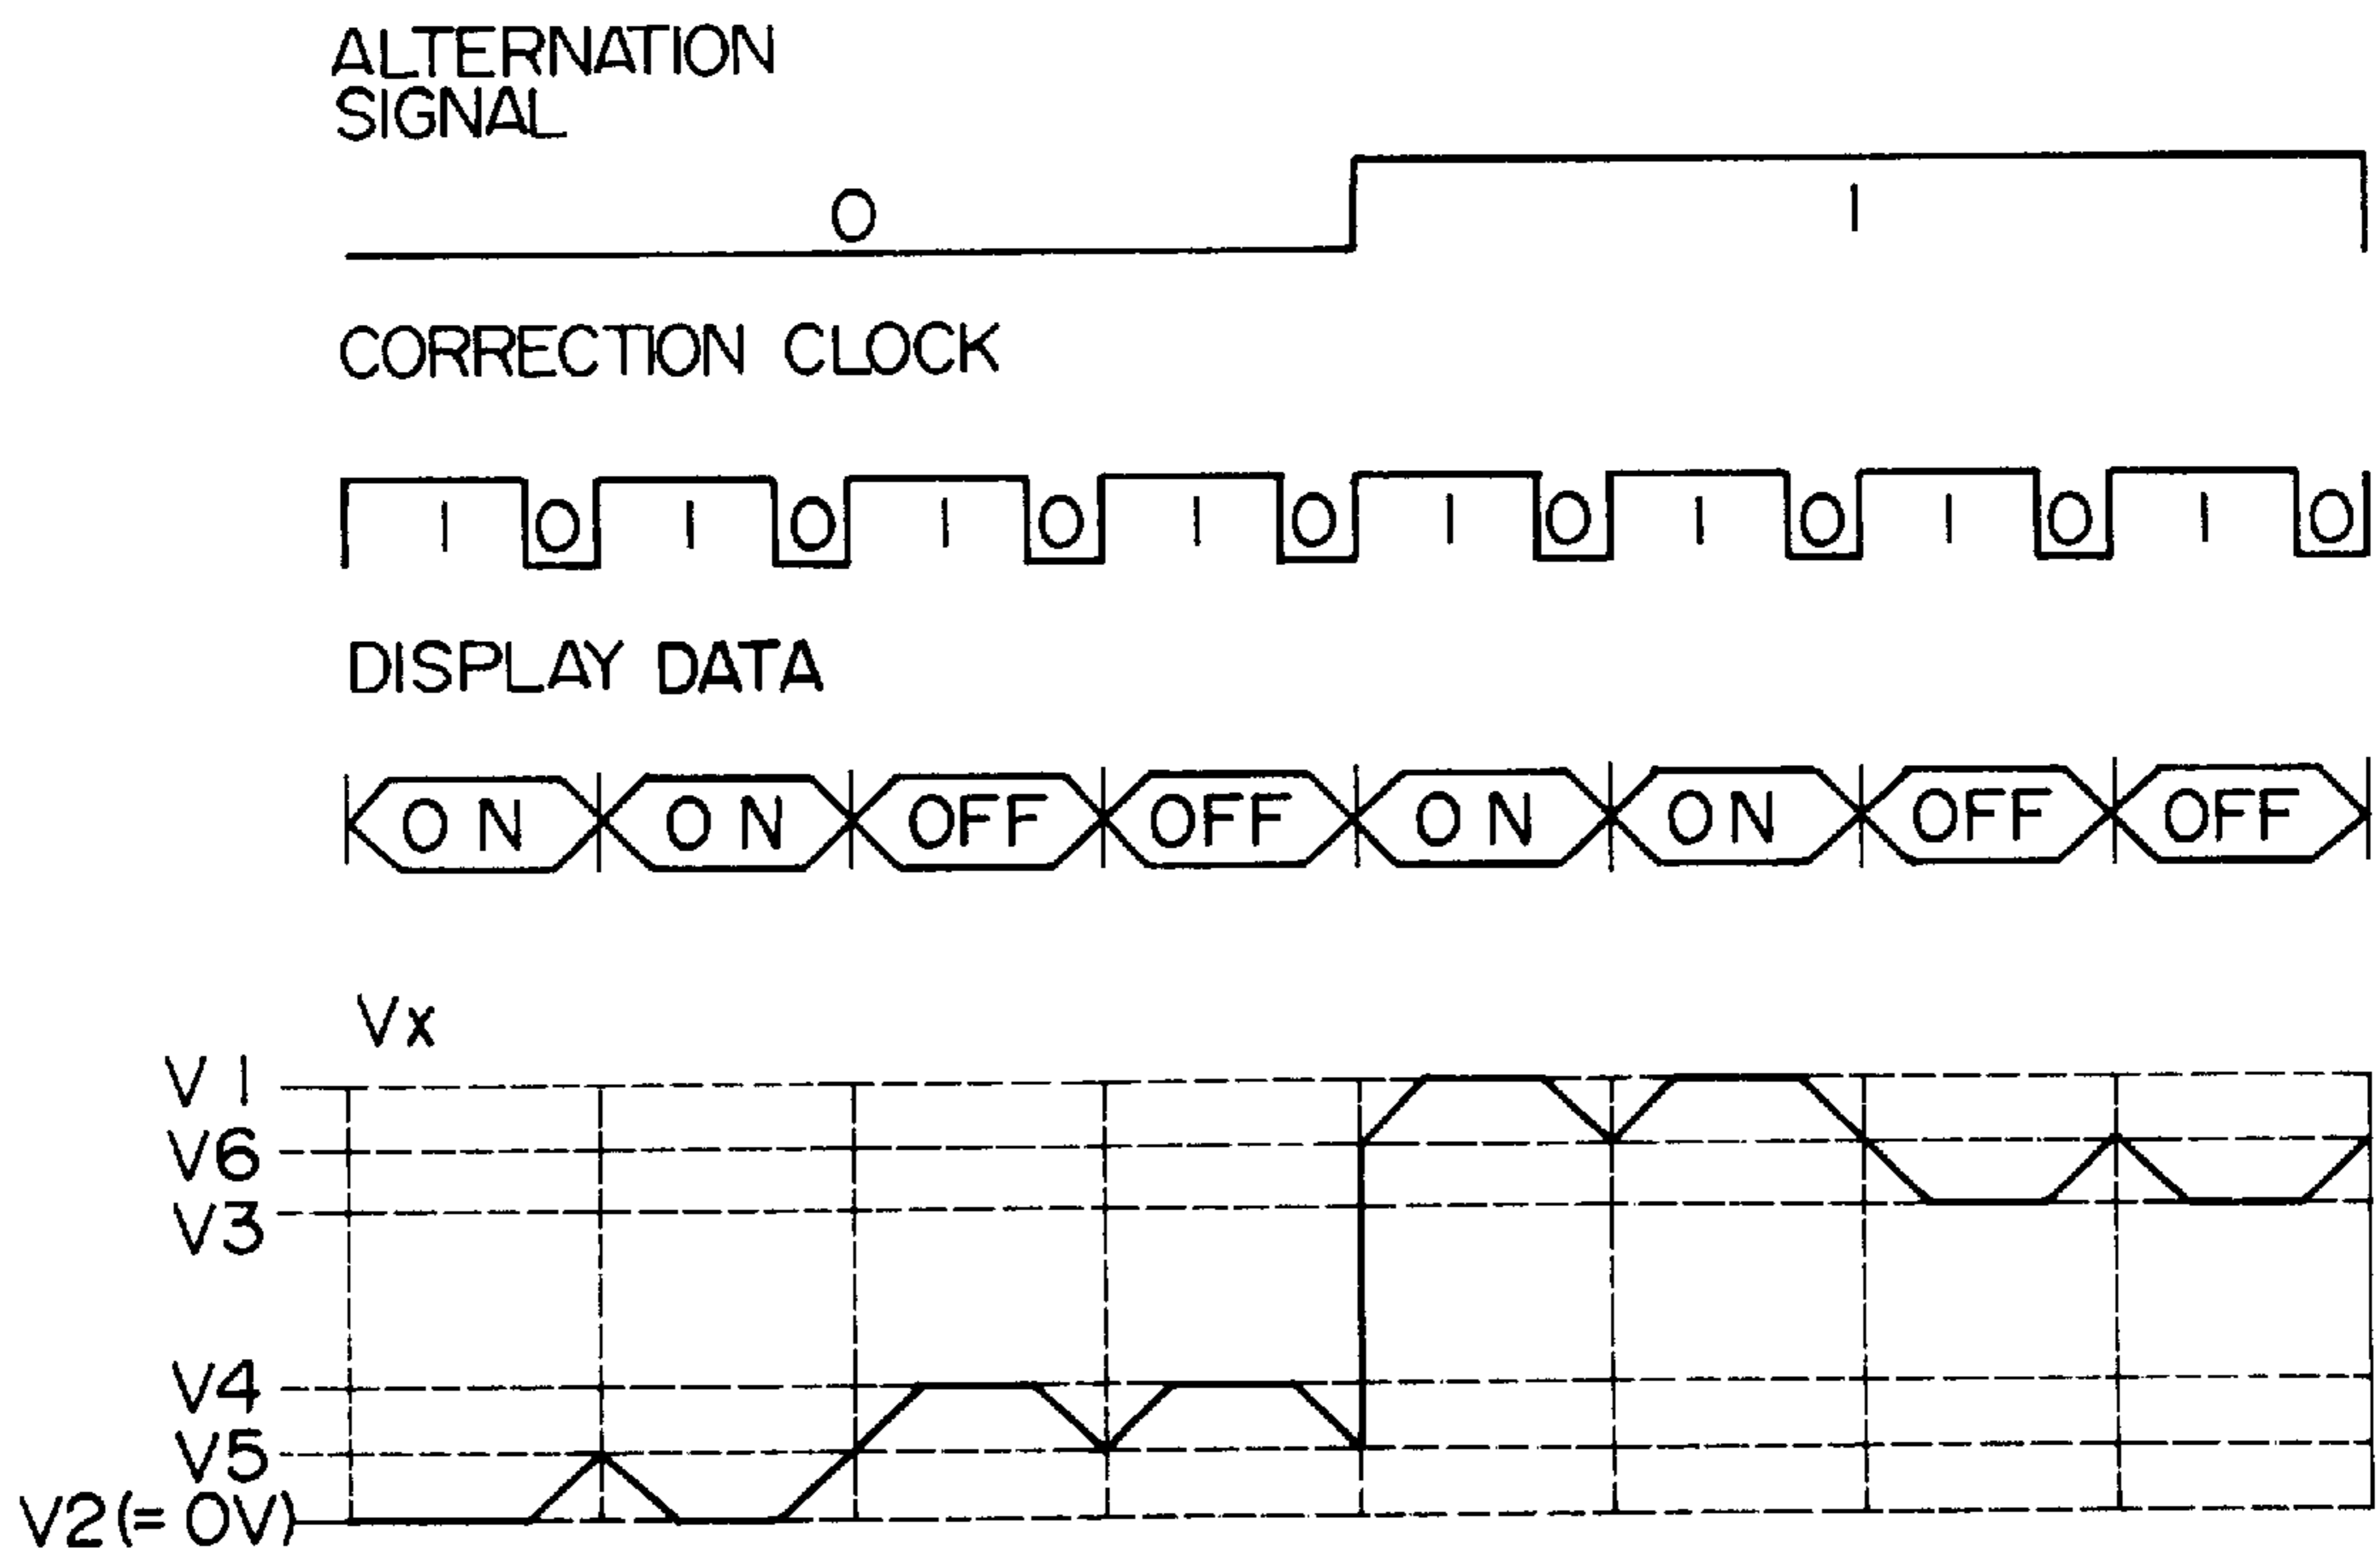 ALTERNATION
SIGNAL
0 1
CORRECTION CLOCK
1 0 1 0 1 0 1 0 1 0 1 0 1 0 1 0
DISPLAY DATA
ON ON OFF OFF ON ON OFF OFF
Vx
V1
V6
V3
V4
V5
V2(=0V)